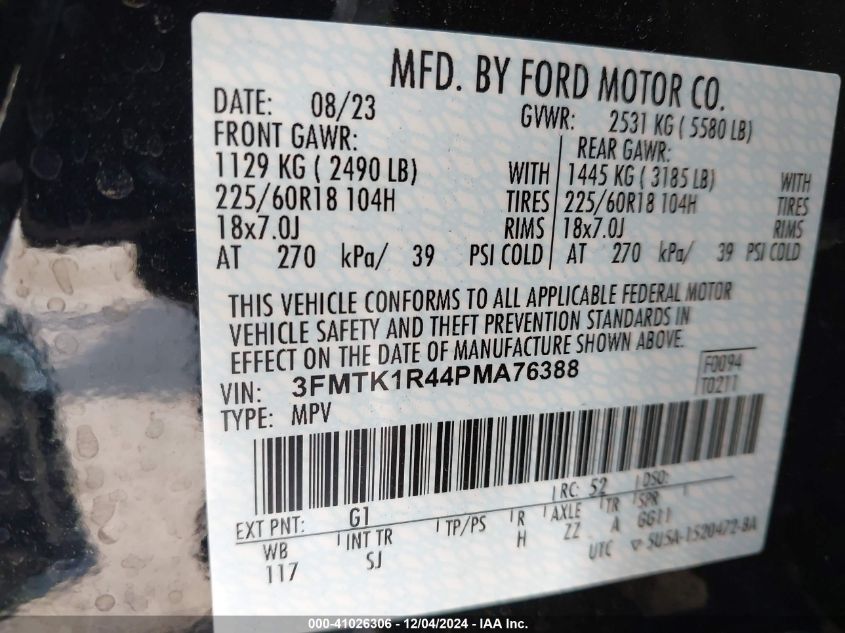 MFD. BY FORD MOTOR CO.
DATE: 08/23 GVWR: 2531 KG ( 5580 LB)
FRONT GAWR: REAR GAWR:
1129 KG ( 2490 LB) WITH 1445 KG ( 3185 LB) WITH
225/60R18 104H TIRES 225/60R18 104H TIRES
18x7.0J RIMS 18x7.0J RIMS
AT 270 kPa/ 39 PSI COLD AT 270 kPa/ 39 PSI COLD
THIS VEHICLE CONFORMS TO ALL APPLICABLE FEDERAL MOTOR
VEHICLE SAFETY AND THEFT PREVENTION STANDARDS IN
EFFECT ON THE DATE OF MANUFACTURE SHOWN ABOVE.
VIN: 3FMTK1R44PMA76388 F0094
TYPE: MPV T0211
EXT PNT: G1 RC: 52 DSO:
WB INT TR TP/PS R AXLE TR SPR
117 SJ H ZZ A GG11
UTC ▽ 5U5A-1520472-BA
000-41026306 - 12/04/2024 - IAA Inc.